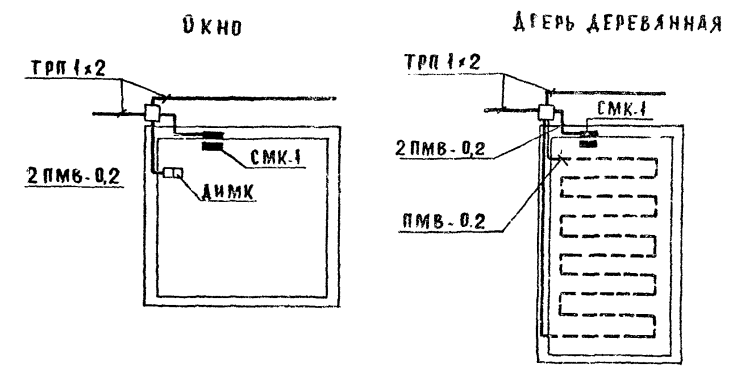 ОКНО
ТРП 1×2
СМК-1
2 ПМВ-0,2
ДИМК
ДВЕРЬ ДЕРЕВЯННАЯ
ТРП 1×2
СМК-1
2 ПМВ-0,2
ПМВ-0.2